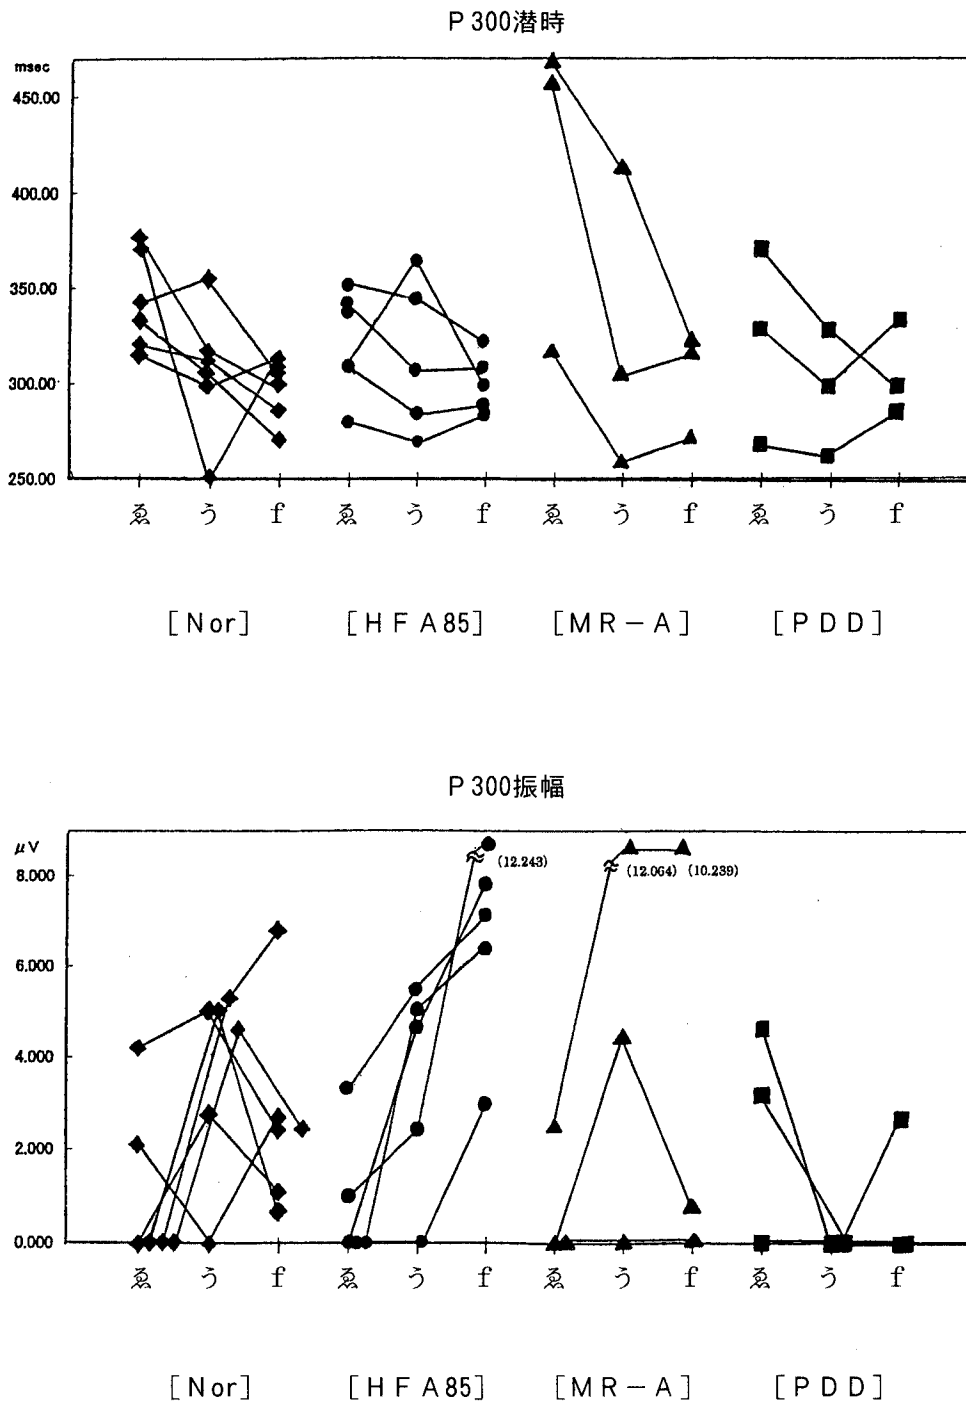 P300潜時
msec
450.00
400.00
350.00
300.00
250.00
ゑ う f ゑ う f ゑ う f ゑ う f
[Nor] [HFA85] [MR-A] [PDD]
P300振幅
μV
8.000
(12.243) (12.064) (10.239)
6.000
4.000
2.000
0.000
ゑ う f ゑ う f ゑ う f ゑ う f
[Nor] [HFA85] [MR-A] [PDD]